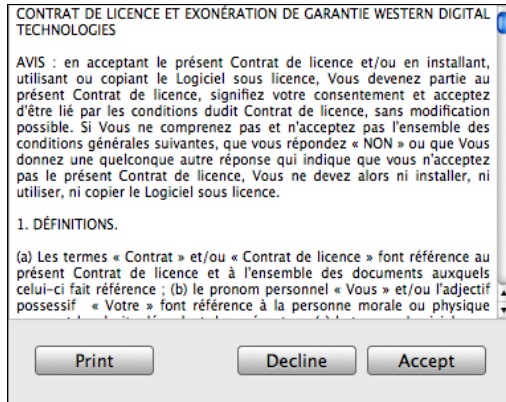 CONTRAT DE LICENCE ET EXONÉRATION DE GARANTIE WESTERN DIGITAL
TECHNOLOGIES
AVIS : en acceptant le présent Contrat de licence et/ou en installant,
utilisant ou copiant le Logiciel sous licence, Vous devenez partie au
présent Contrat de licence, signifiez votre consentement et acceptez
d'être lié par les conditions dudit Contrat de licence, sans modification
possible. Si Vous ne comprenez pas et n'acceptez pas l'ensemble des
conditions générales suivantes, que vous répondez « NON » ou que Vous
donnez une quelconque autre réponse qui indique que vous n'acceptez
pas le présent Contrat de licence, Vous ne devez alors ni installer, ni
utiliser, ni copier le Logiciel sous licence.
1. DÉFINITIONS.
(a) Les termes « Contrat » et/ou « Contrat de licence » font référence au
présent Contrat de licence et à l'ensemble des documents auxquels
celui-ci fait référence ; (b) le pronom personnel « Vous » et/ou l'adjectif
possessif « Votre » font référence à la personne morale ou physique
Print
Decline
Accept